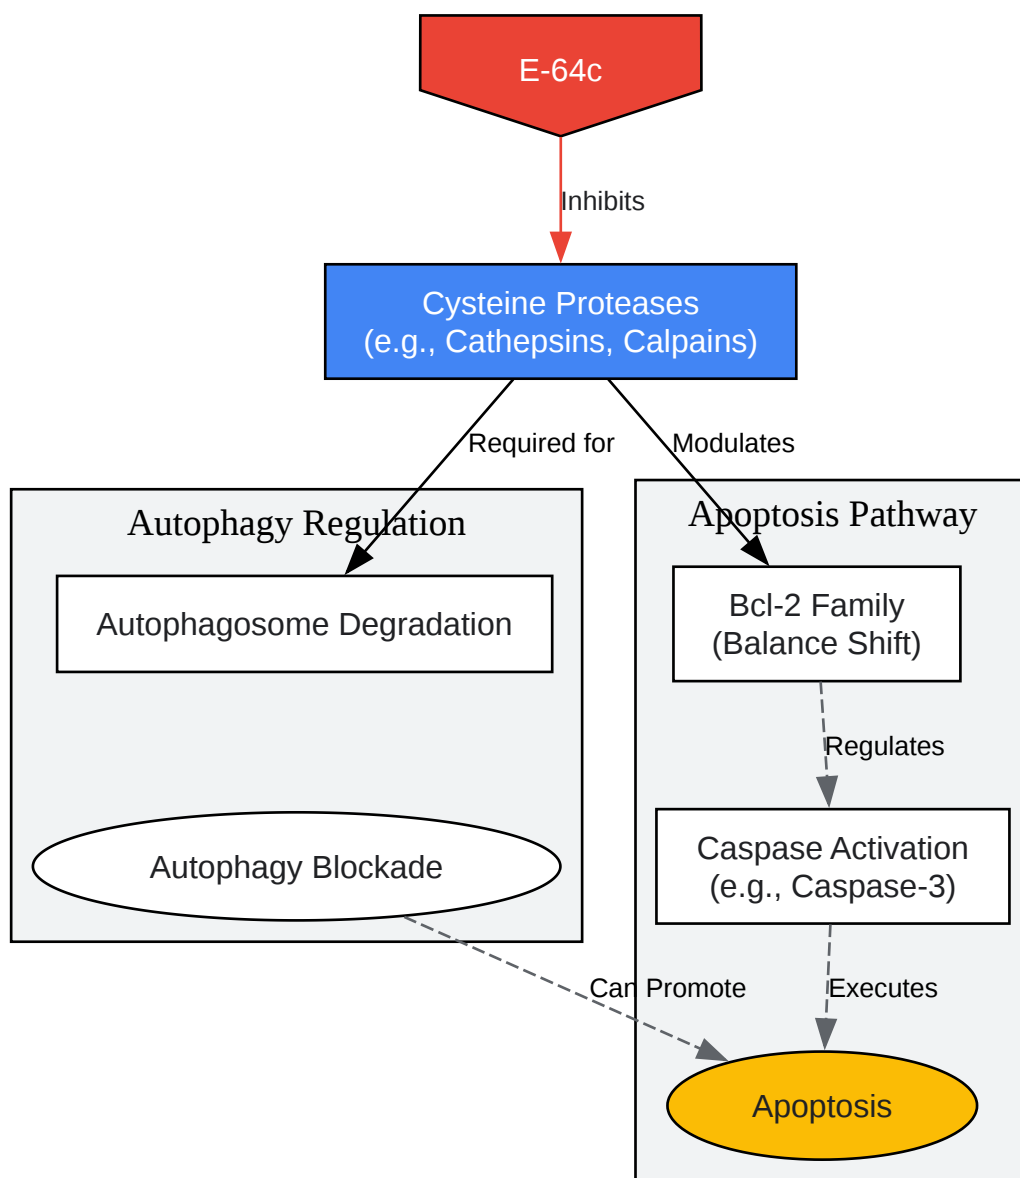 E-64c
Inhibits
Cysteine Proteases
(e.g., Cathepsins, Calpains)
Required for
Modulates
Autophagy Regulation
Apoptosis Pathway
Autophagosome Degradation
Bcl-2 Family
(Balance Shift)
Regulates
Autophagy Blockade
Caspase Activation
(e.g., Caspase-3)
Can Promote
Executes
Apoptosis